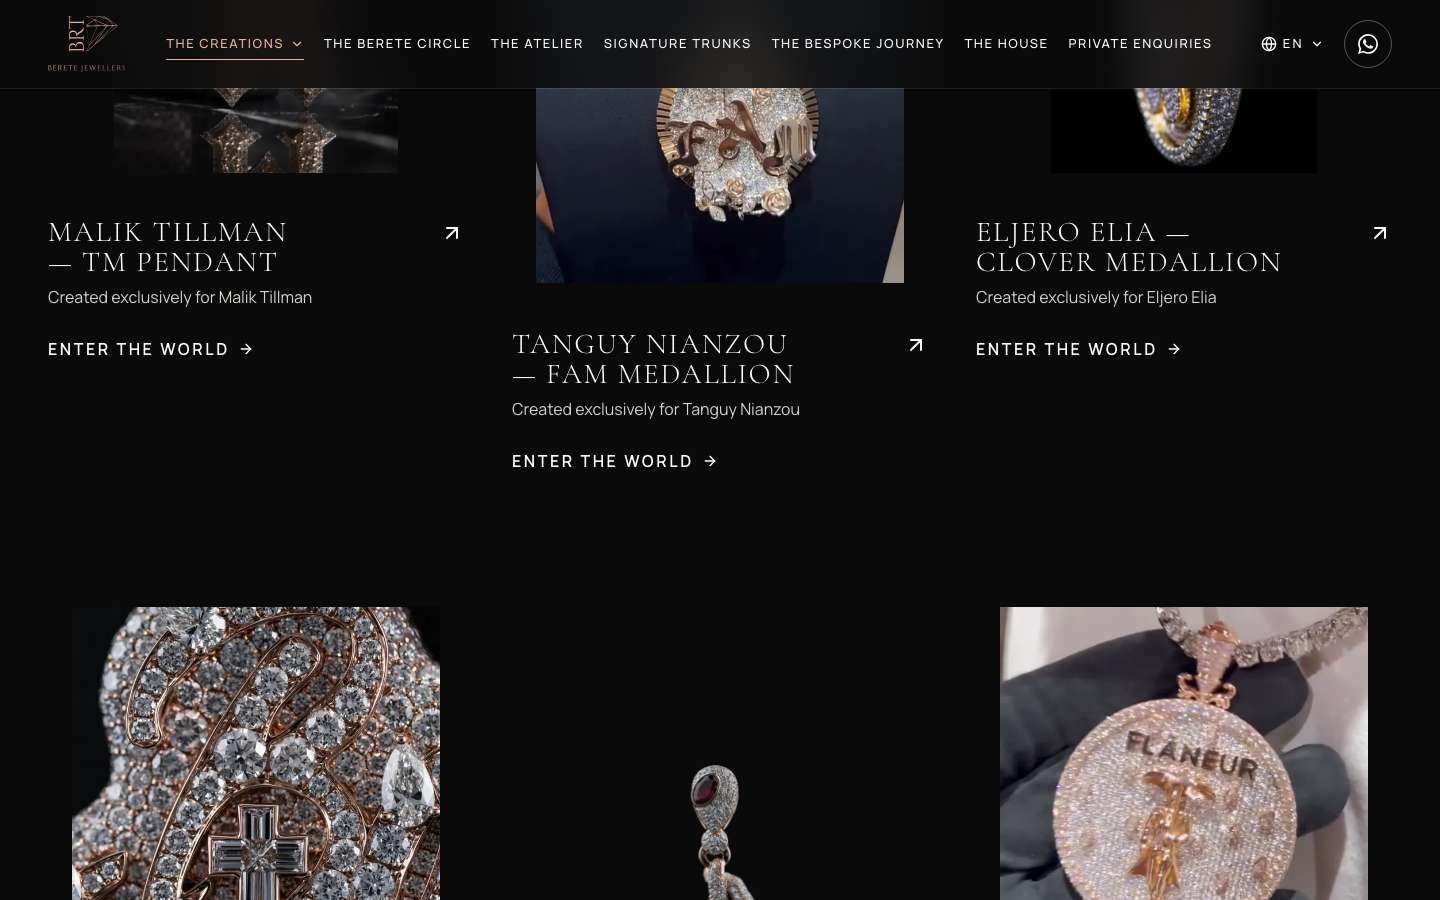 BRT
BERETE JEWELLERS
THE CREATIONS
THE BERETE CIRCLE
THE ATELIER
SIGNATURE TRUNKS
THE BESPOKE JOURNEY
THE HOUSE
PRIVATE ENQUIRIES
EN
FAM
MALIK TILLMAN
— TM PENDANT
Created exclusively for Malik Tillman
ENTER THE WORLD
TANGUY NIANZOU
— FAM MEDALLION
Created exclusively for Tanguy Nianzou
ENTER THE WORLD
ELJERO ELIA —
CLOVER MEDALLION
Created exclusively for Eljero Elia
ENTER THE WORLD
FLANEUR